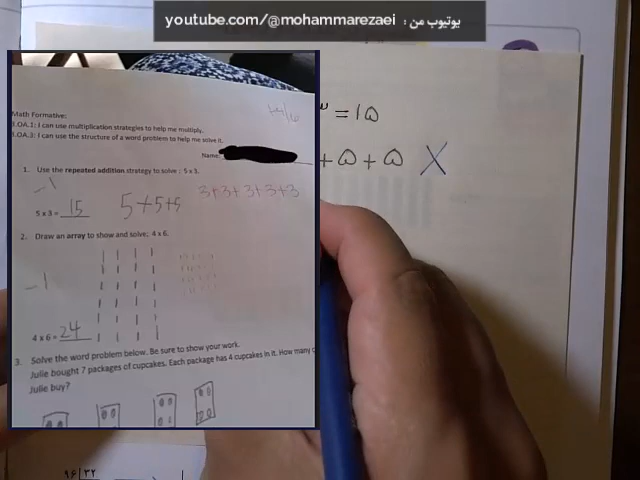 youtube.com/@mohammarezaei : یوتیوب من
Math Formative:
.OA.1: I can use multiplication strategies to help me multiply.
.OA.3: I can use the structure of a word problem to help me solve it.
Name:
1. Use the repeated addition strategy to solve: 5 x 3.
-1
5 x 3 = 15 5+5+5 3+3+3+3+3
2. Draw an array to show and solve: 4 x 6.
-1
4 x 6 = 24
3. Solve the word problem below. Be sure to show your work.
Julie bought 7 packages of cupcakes. Each package has 4 cupcakes in it. How many
Julie buy?
۳ = ۱۵
+ ۵ + ۵ X
۹۶ ۳۲